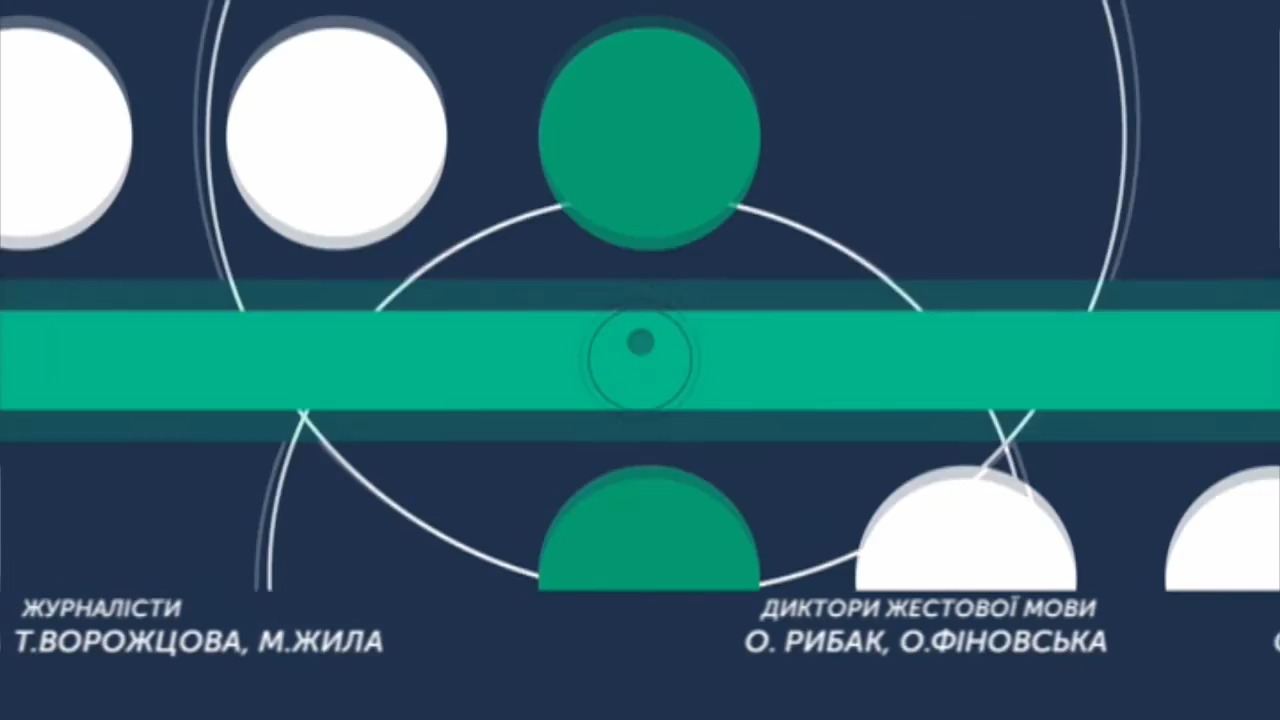 ЖУРНАЛІСТИ
Т.ВОРОЖЦОВА, М.ЖИЛА
ДИКТОРИ ЖЕСТОВОЇ МОВИ
О. РИБАК, О.ФІНОВСЬКА